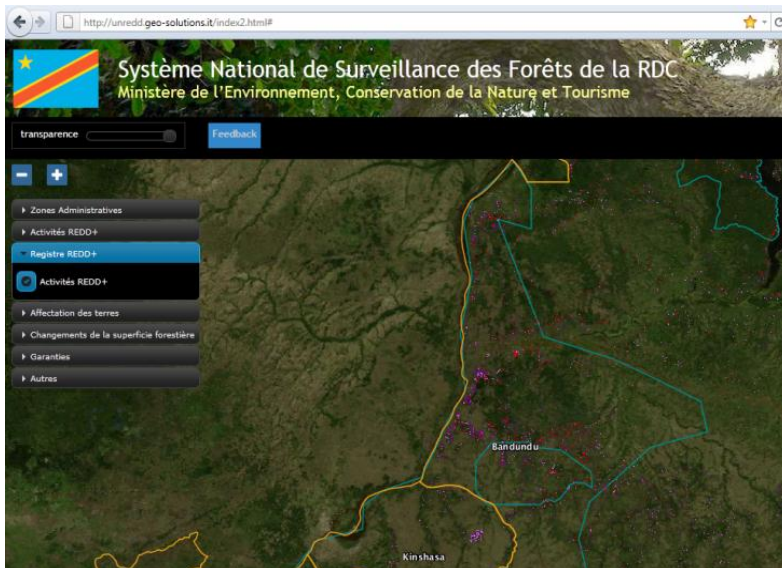 http://unredd.geo-solutions.it/index2.html#
Système National de Surveillance des Forêts de la RDC
Ministère de l'Environnement, Conservation de la Nature et Tourisme
transparence
Feedback
Zones Administratives
Activités REDD+
Registre REDD+
Activités REDD+
Affectation des terres
Changements de la superficie forestière
Garanties
Autres
Bandundu
Kinshasa